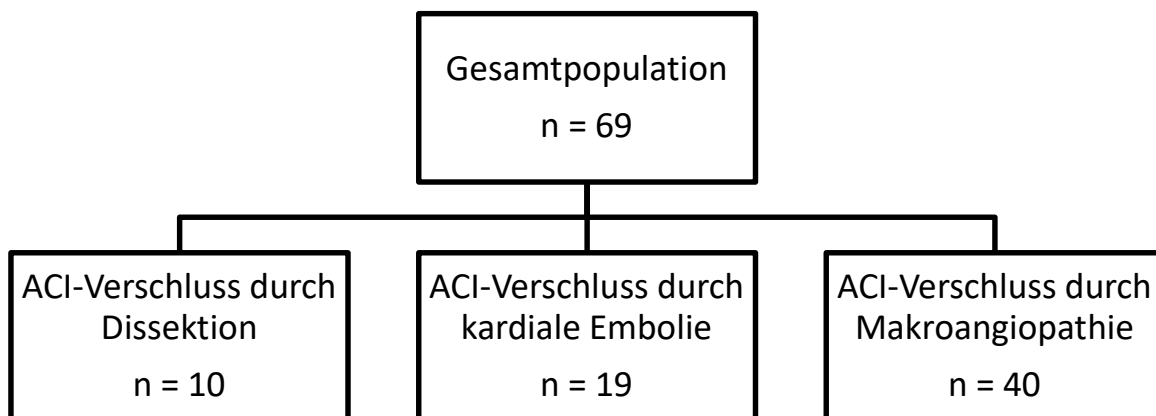 Gesamtpopulation
n = 69
ACI-Verschluss durch
Dissektion
n = 10
ACI-Verschluss durch
kardiale Embolie
n = 19
ACI-Verschluss durch
Makroangiopathie
n = 40